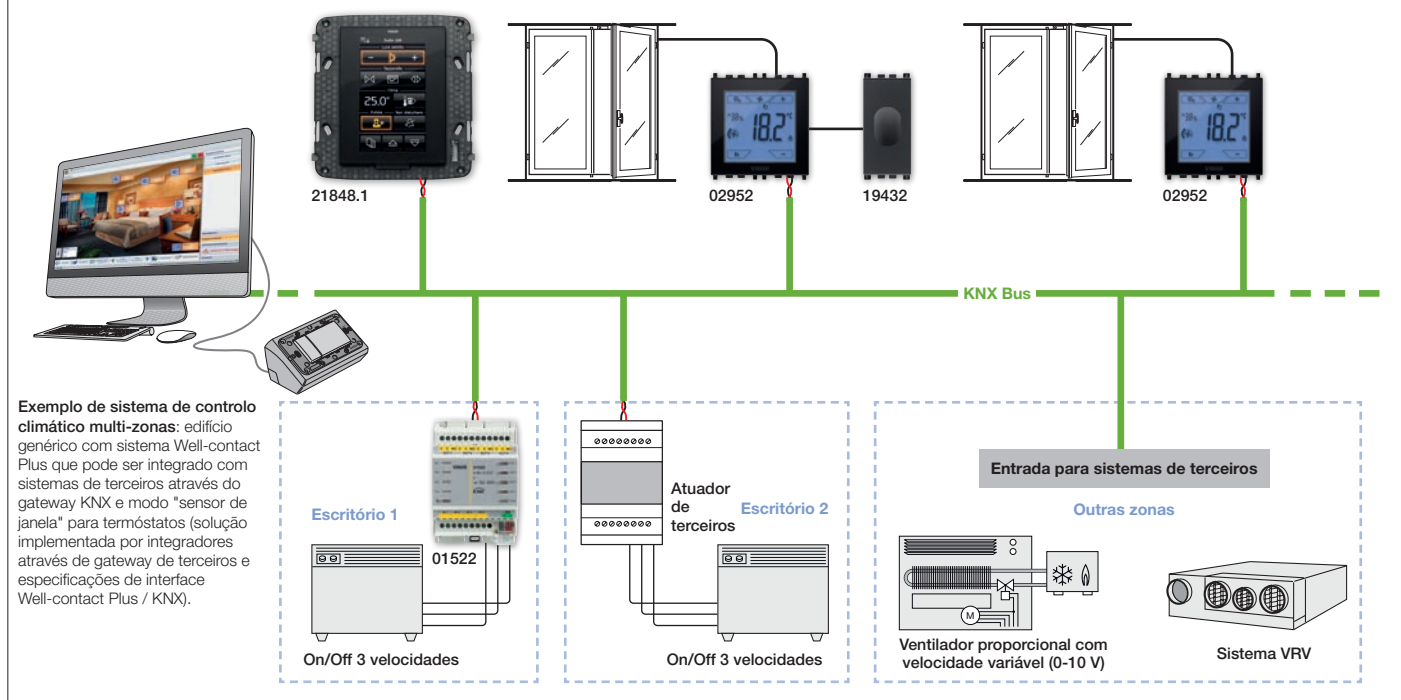 25.0°
18.2°C
18.2°C
21848.1
02952
19432
02952
KNX Bus
Exemplo de sistema de controlo
climático multi-zonas: edifício
genérico com sistema Well-contact
Plus que pode ser integrado com
sistemas de terceiros através do
gateway KNX e modo "sensor de
janela" para termóstatos (solução
implementada por integradores
através de gateway de terceiros e
especificações de interface
Well-contact Plus / KNX).
Escritório 1
01522
On/Off 3 velocidades
Atuador
de
terceiros
Escritório 2
On/Off 3 velocidades
Entrada para sistemas de terceiros
Outras zonas
M
Ventilador proporcional com
velocidade variável (0-10 V)
Sistema VRV